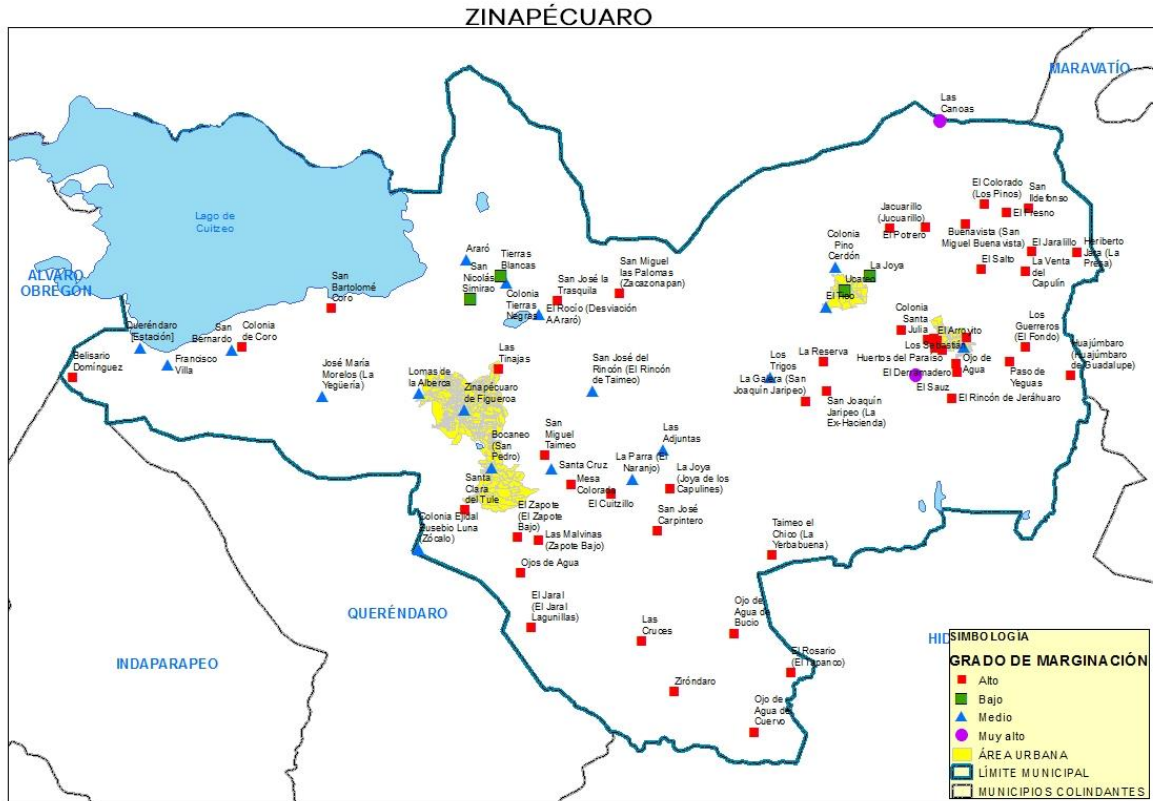 ZINAPÉCUARO
MARAVATÍO
Las
Canoas
El Colorado
(Los Pinos)
San
Ildefonso
El Fresno
Jacuarillo
(Jucuarillo)
El Potrero
Buenavista (San
Miguel Buenavista)
El Jaralillo
Heriberto
Jara (La
Presa)
Colonia
Pino
Cerdón
La Joya
Ucareo
El Tejo
El Salto
La Venta
del
Capulín
Lago de
Cuitzeo
Araró
San
Nicolás
Simirao
Tierras
Blancas
Colonia
Tierras
Negras
San José la
Trasquila
San Miguel
las Palomas
(Zacazonapan)
El Rocío (Desviación
A Araró)
ALVARO
OBREGÓN
San
Bartolomé
Coro
Queréndaro
[Estación]
San
Bernardo
Colonia
de Coro
Francisco
Villa
Belisario
Domínguez
José María
Morelos (La
Yegüería)
Las
Tinajas
Lomas de
la Alberca
Zinapécuaro
de Figueroa
San José del
Rincón (El Rincón
de Taimeo)
Los
Trigos
La Reserva
La Galera (San
Joaquín Jaripeo)
San Joaquín
Jaripeo (La
Ex-Hacienda)
Colonia
Santa
Julia
El Arroyito
Los Sebastián
Huertos del Paraíso
El Derramadero
Ojo de
Agua
El Sauz
El Rincón de Jeráhuaro
Los
Guerreros
(El Fondo)
Paso de
Yeguas
Huajúmbaro
(Huajúmbaro
de Guadalupe)
Bocaneo
(San
Pedro)
San
Miguel
Taimeo
Santa Cruz
Mesa
Colorada
El Cuitzillo
La Parra (El
Naranjo)
Las
Adjuntas
La Joya
(Joya de los
Capulines)
San José
Carpintero
Santa
Clara
del Tule
Colonia Ejidal
Eusebio Luna
(Zócalo)
El Zapote
(El Zapote
Bajo)
Las Malvinas
(Zapote Bajo)
Ojos de Agua
Taimeo el
Chico (La
Yerbabuena)
El Jaral
(El Jaral
Lagunillas)
QUERÉNDARO
INDAPARAPEO
Las
Cruces
Ojo de
Agua de
Bucio
El Rosario
(El Tapanco)
Ziróndaro
Ojo de
Agua de
Cuervo
HID
SIMBOLOGÍA
GRADO DE MARGINACIÓN
Alto
Bajo
Medio
Muy alto
ÁREA URBANA
LÍMITE MUNICIPAL
MUNICIPIOS COLINDANTES